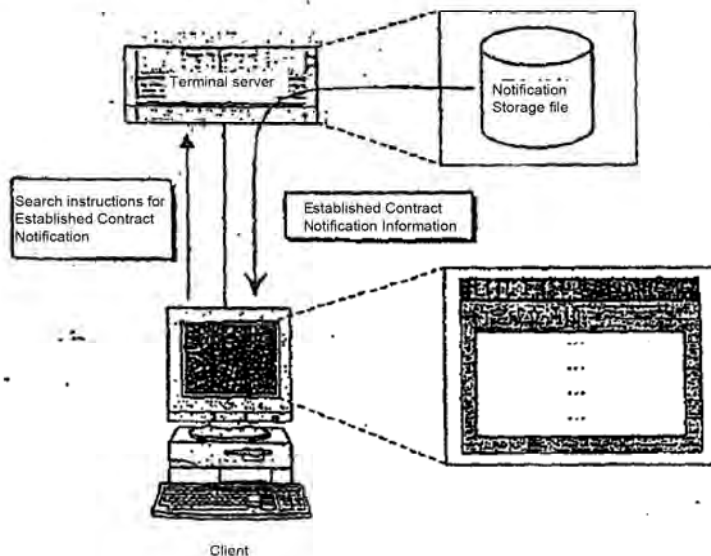 Terminal server
Notification
Storage file
Search instructions for
Established Contract
Notification
Established Contract
Notification Information
Client